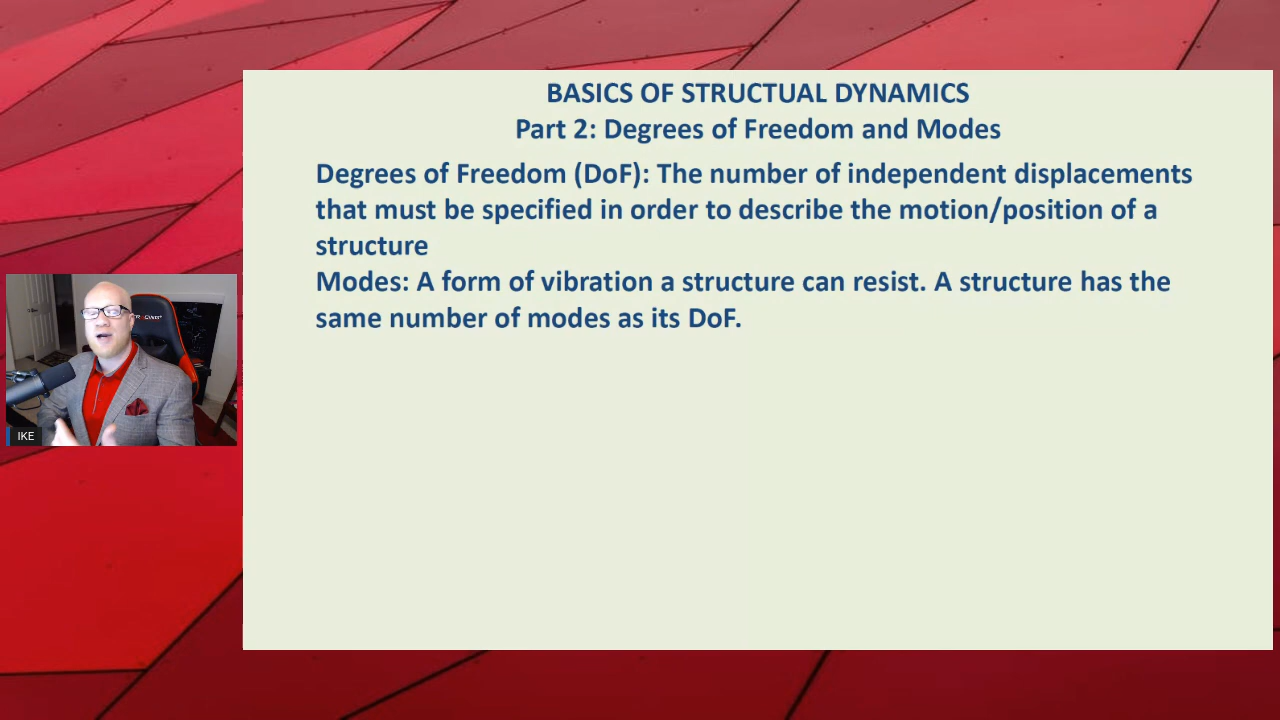 BASICS OF STRUCTUAL DYNAMICS
Part 2: Degrees of Freedom and Modes
Degrees of Freedom (DoF): The number of independent displacements
that must be specified in order to describe the motion/position of a
structure
Modes: A form of vibration a structure can resist. A structure has the
same number of modes as its DoF.
IKE